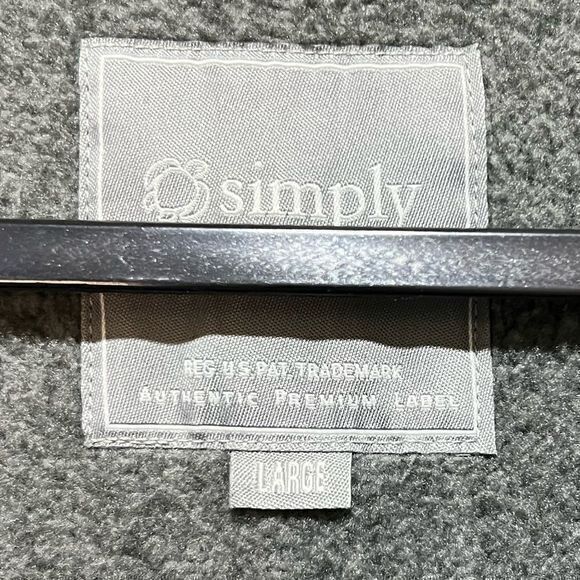 simply
REG. U.S. PAT. TRADEMARK
AUTHENTIC PREMIUM LABEL
LARGE